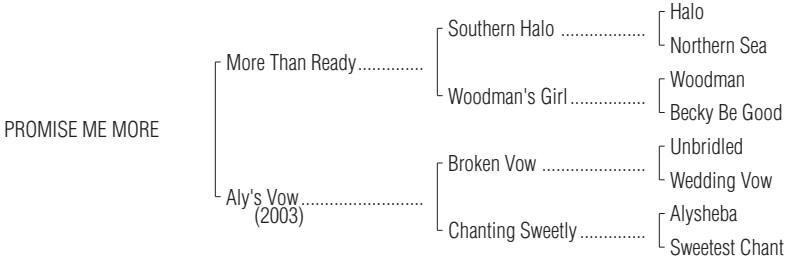 Halo
Southern Halo ...................
Northern Sea
More Than Ready..............
Woodman
Woodman's Girl ................
Becky Be Good
PROMISE ME MORE
Unbridled
Broken Vow ......................
Wedding Vow
Aly's Vow..........................
(2003)
Alysheba
Chanting Sweetly ..............
Sweetest Chant